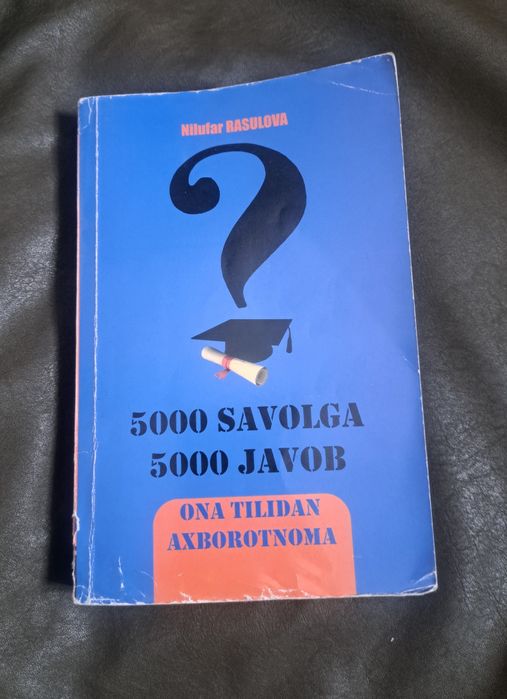 Nilufar RASULOVA
?
5000 SAVOLGA
5000 JAVOB
ONA TILIDAN
AXBOROTNOMA